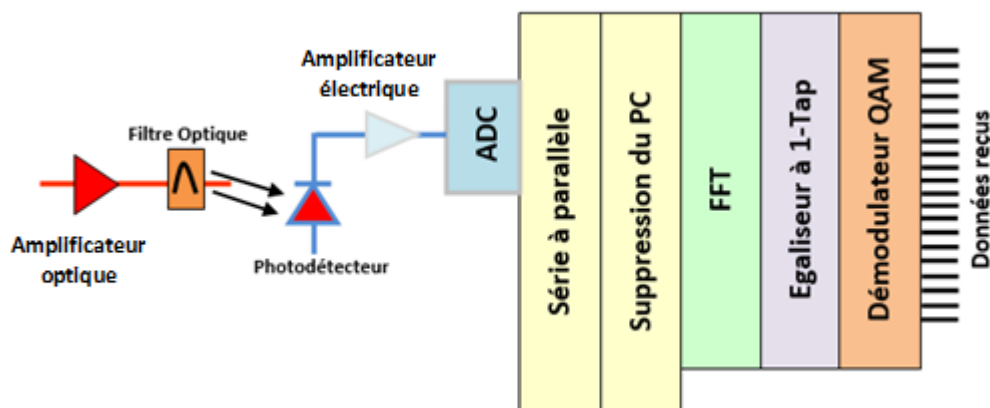 Amplificateur
optique
Filtre Optique
Photodétecteur
Amplificateur
électrique
ADC
Série à parallèle
Suppression du PC
FFT
Egaliseur à 1-Tap
Démodulateur QAM
Données recus